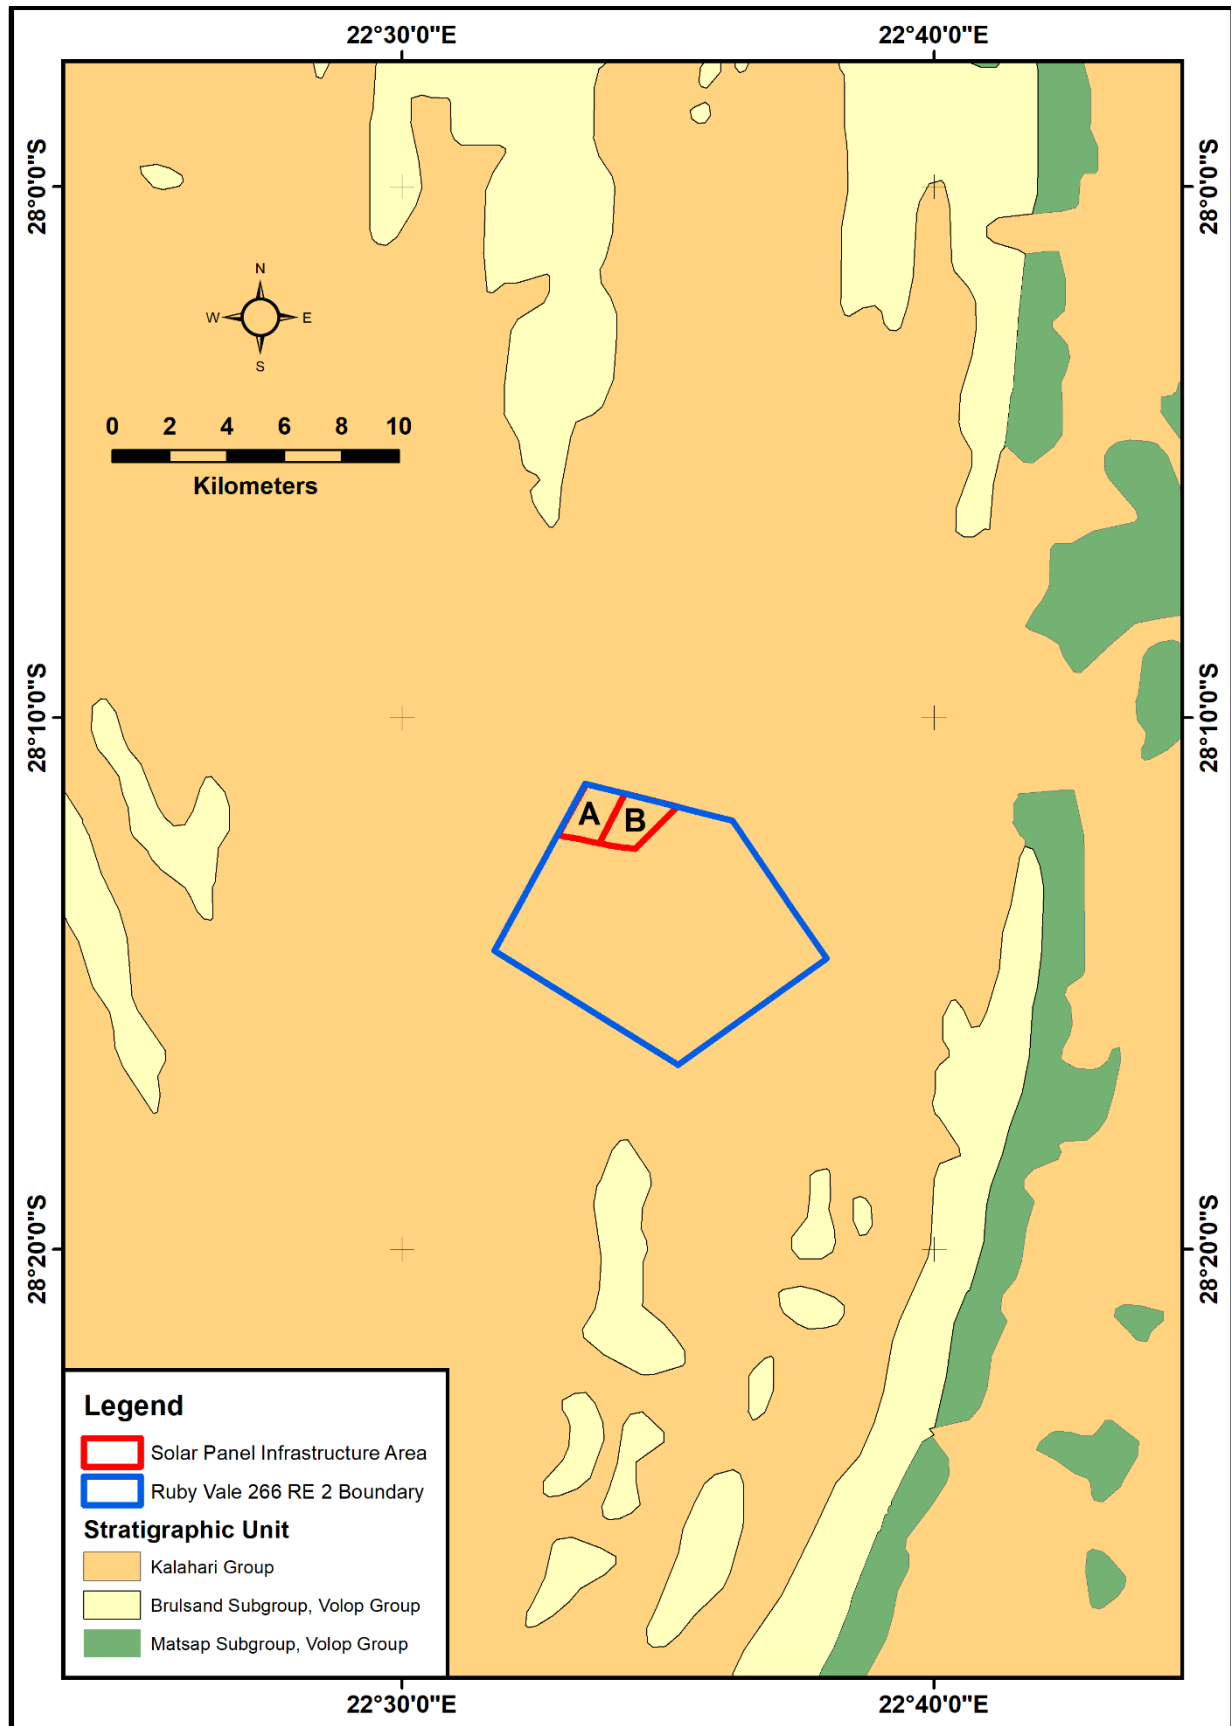 22°30'0"E 22°40'0"E
28°0'0"S 28°0'0"S
N
W E
S
0 2 4 6 8 10
Kilometers
28°10'0"S 28°10'0"S
A B
28°20'0"S 28°20'0"S
Legend
Solar Panel Infrastructure Area
Ruby Vale 266 RE 2 Boundary
Stratigraphic Unit
Kalahari Group
Brulsand Subgroup, Volop Group
Matsap Subgroup, Volop Group
22°30'0"E 22°40'0"E